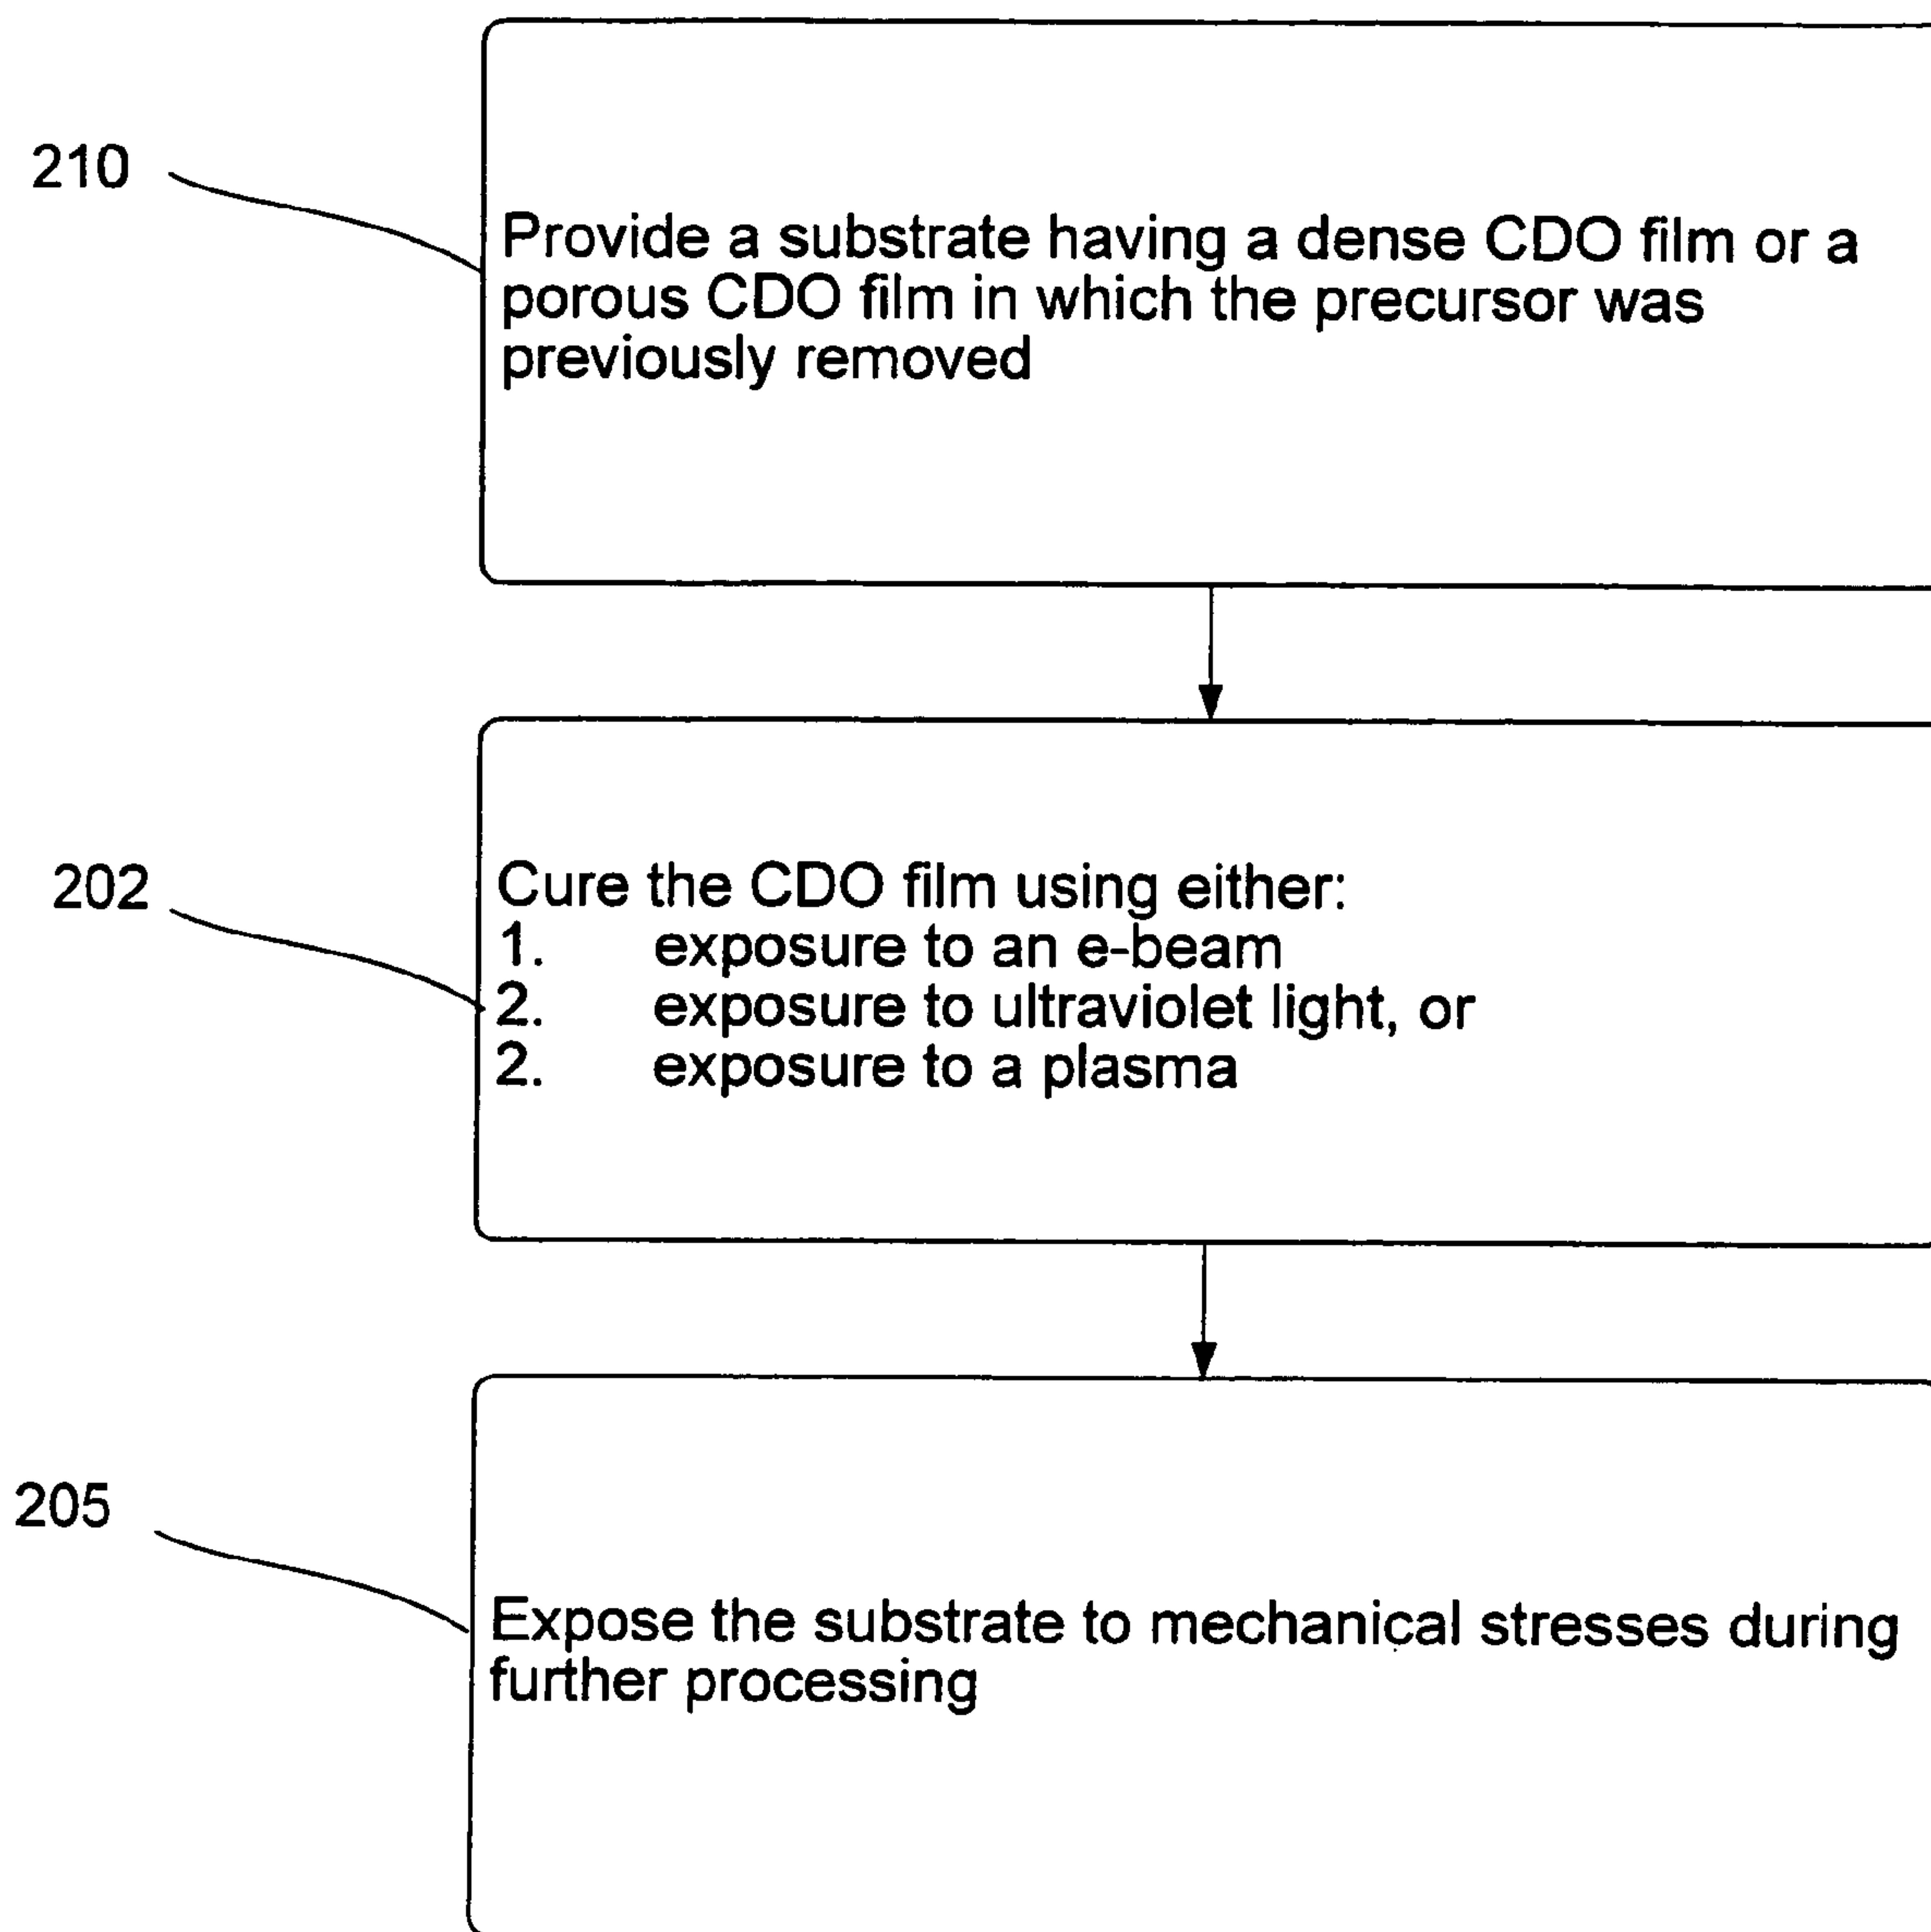 210
Provide a substrate having a dense CDO film or a
porous CDO film in which the precursor was
previously removed
202
Cure the CDO film using either:
1. exposure to an e-beam
2. exposure to ultraviolet light, or
2. exposure to a plasma
205
Expose the substrate to mechanical stresses during
further processing